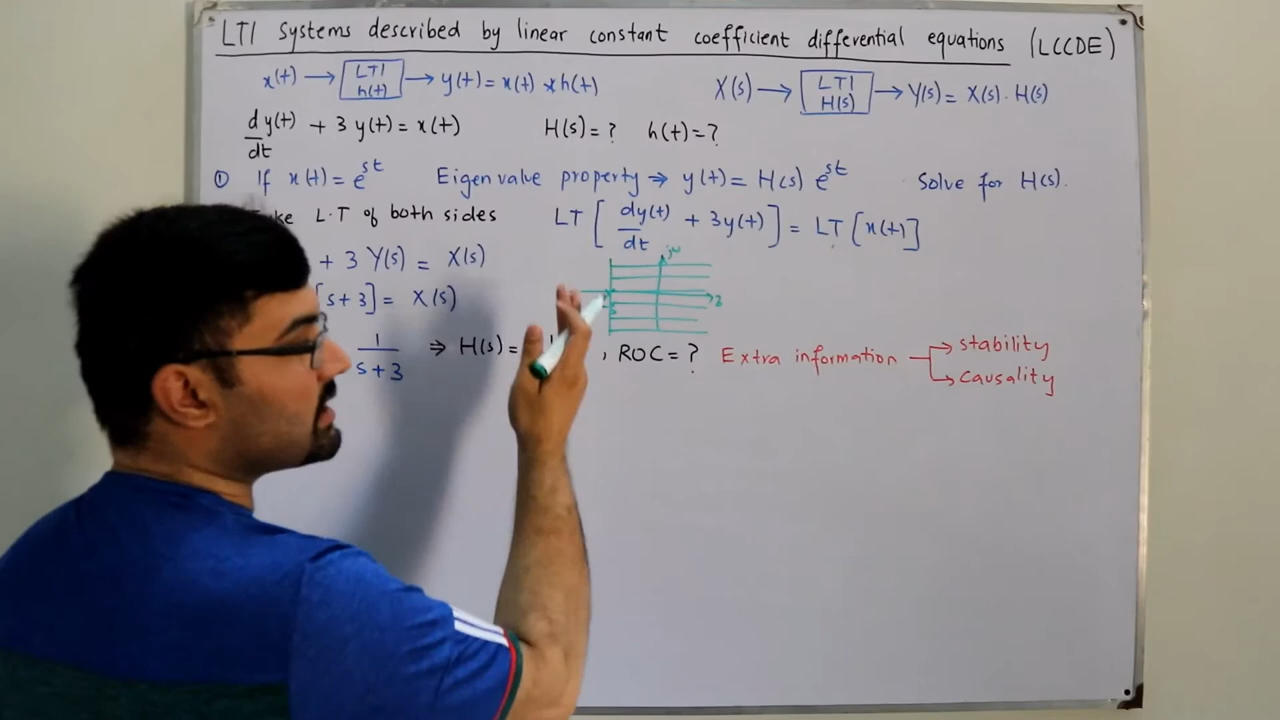 LTI systems described by linear constant coefficient differential equations (LCCDE)
x(t) → LTI h(t) → y(t) = x(t) * h(t) X(s) → LTI H(s) → Y(s) = X(s) . H(s)
dy(t)/dt + 3 y(t) = x(t) H(s) = ? h(t) = ?
① If x(t) = e^st Eigenvalue property ⇒ y(t) = H(s) e^st Solve for H(s).
L.T of both sides LT [ dy(t)/dt + 3y(t) ] = LT [x(t)]
+ 3 Y(s) = X(s) jω
[s+3] = X(s)
1/s+3 ⇒ H(s) = , ROC = ? Extra information → stability
→ causality